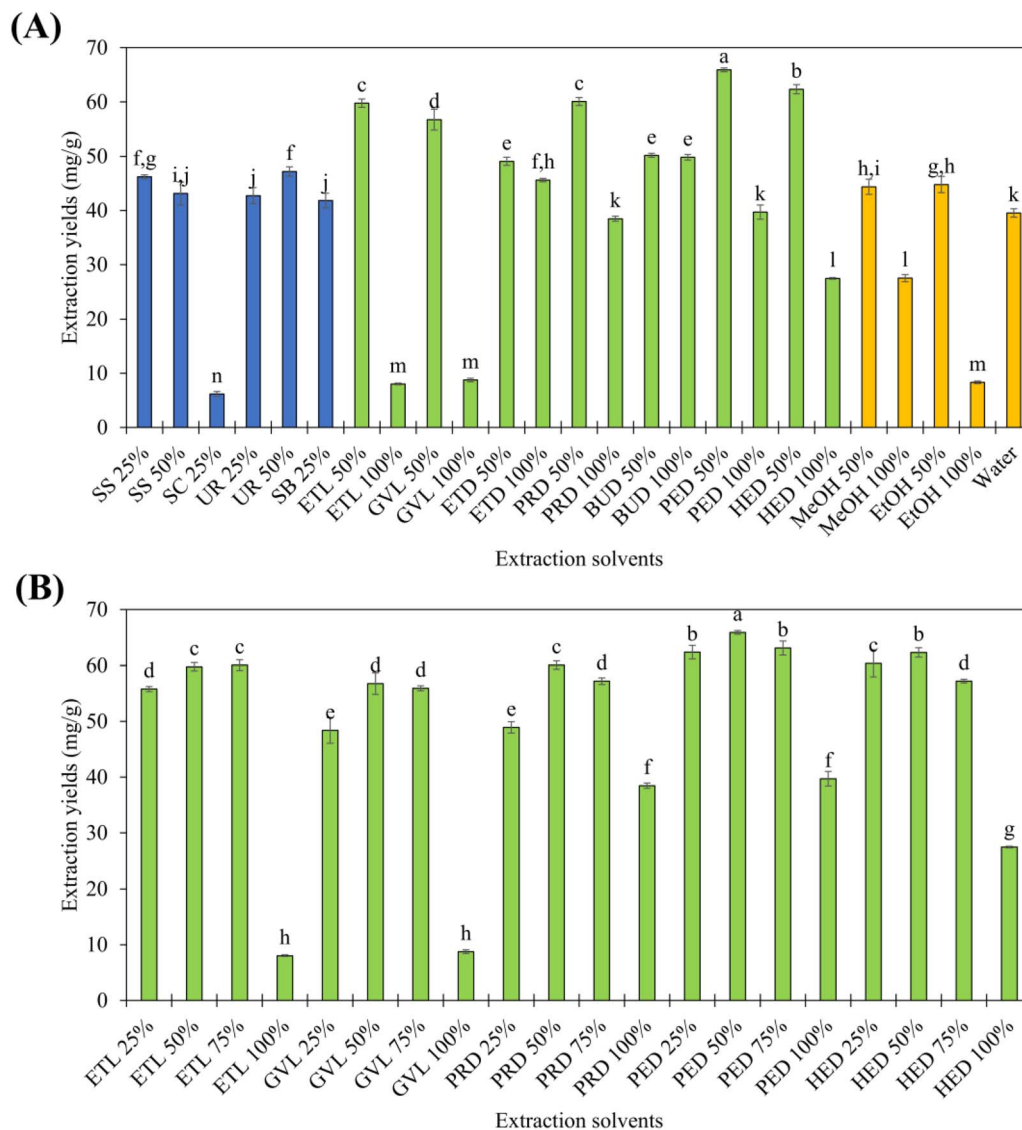 (A)
Extraction yields (mg/g)
70
60
50
40
30
20
10
0
f,g
i,j
n
j
f
j
c
m
d
m
e
f,h
c
k
e
e
a
k
b
l
h,i
l
g,h
m
k
SS 25%
SS 50%
SC 25%
UR 25%
UR 50%
SB 25%
ETL 50%
ETL 100%
GVL 50%
GVL 100%
ETD 50%
ETD 100%
PRD 50%
PRD 100%
BUD 50%
BUD 100%
PED 50%
PED 100%
HED 50%
HED 100%
MeOH 50%
MeOH 100%
EtOH 50%
EtOH 100%
Water
Extraction solvents
(B)
Extraction yields (mg/g)
70
60
50
40
30
20
10
0
d
c
c
h
e
d
d
h
e
c
d
f
b
a
b
f
c
b
d
g
ETL 25%
ETL 50%
ETL 75%
ETL 100%
GVL 25%
GVL 50%
GVL 75%
GVL 100%
PRD 25%
PRD 50%
PRD 75%
PRD 100%
PED 25%
PED 50%
PED 75%
PED 100%
HED 25%
HED 50%
HED 75%
HED 100%
Extraction solvents